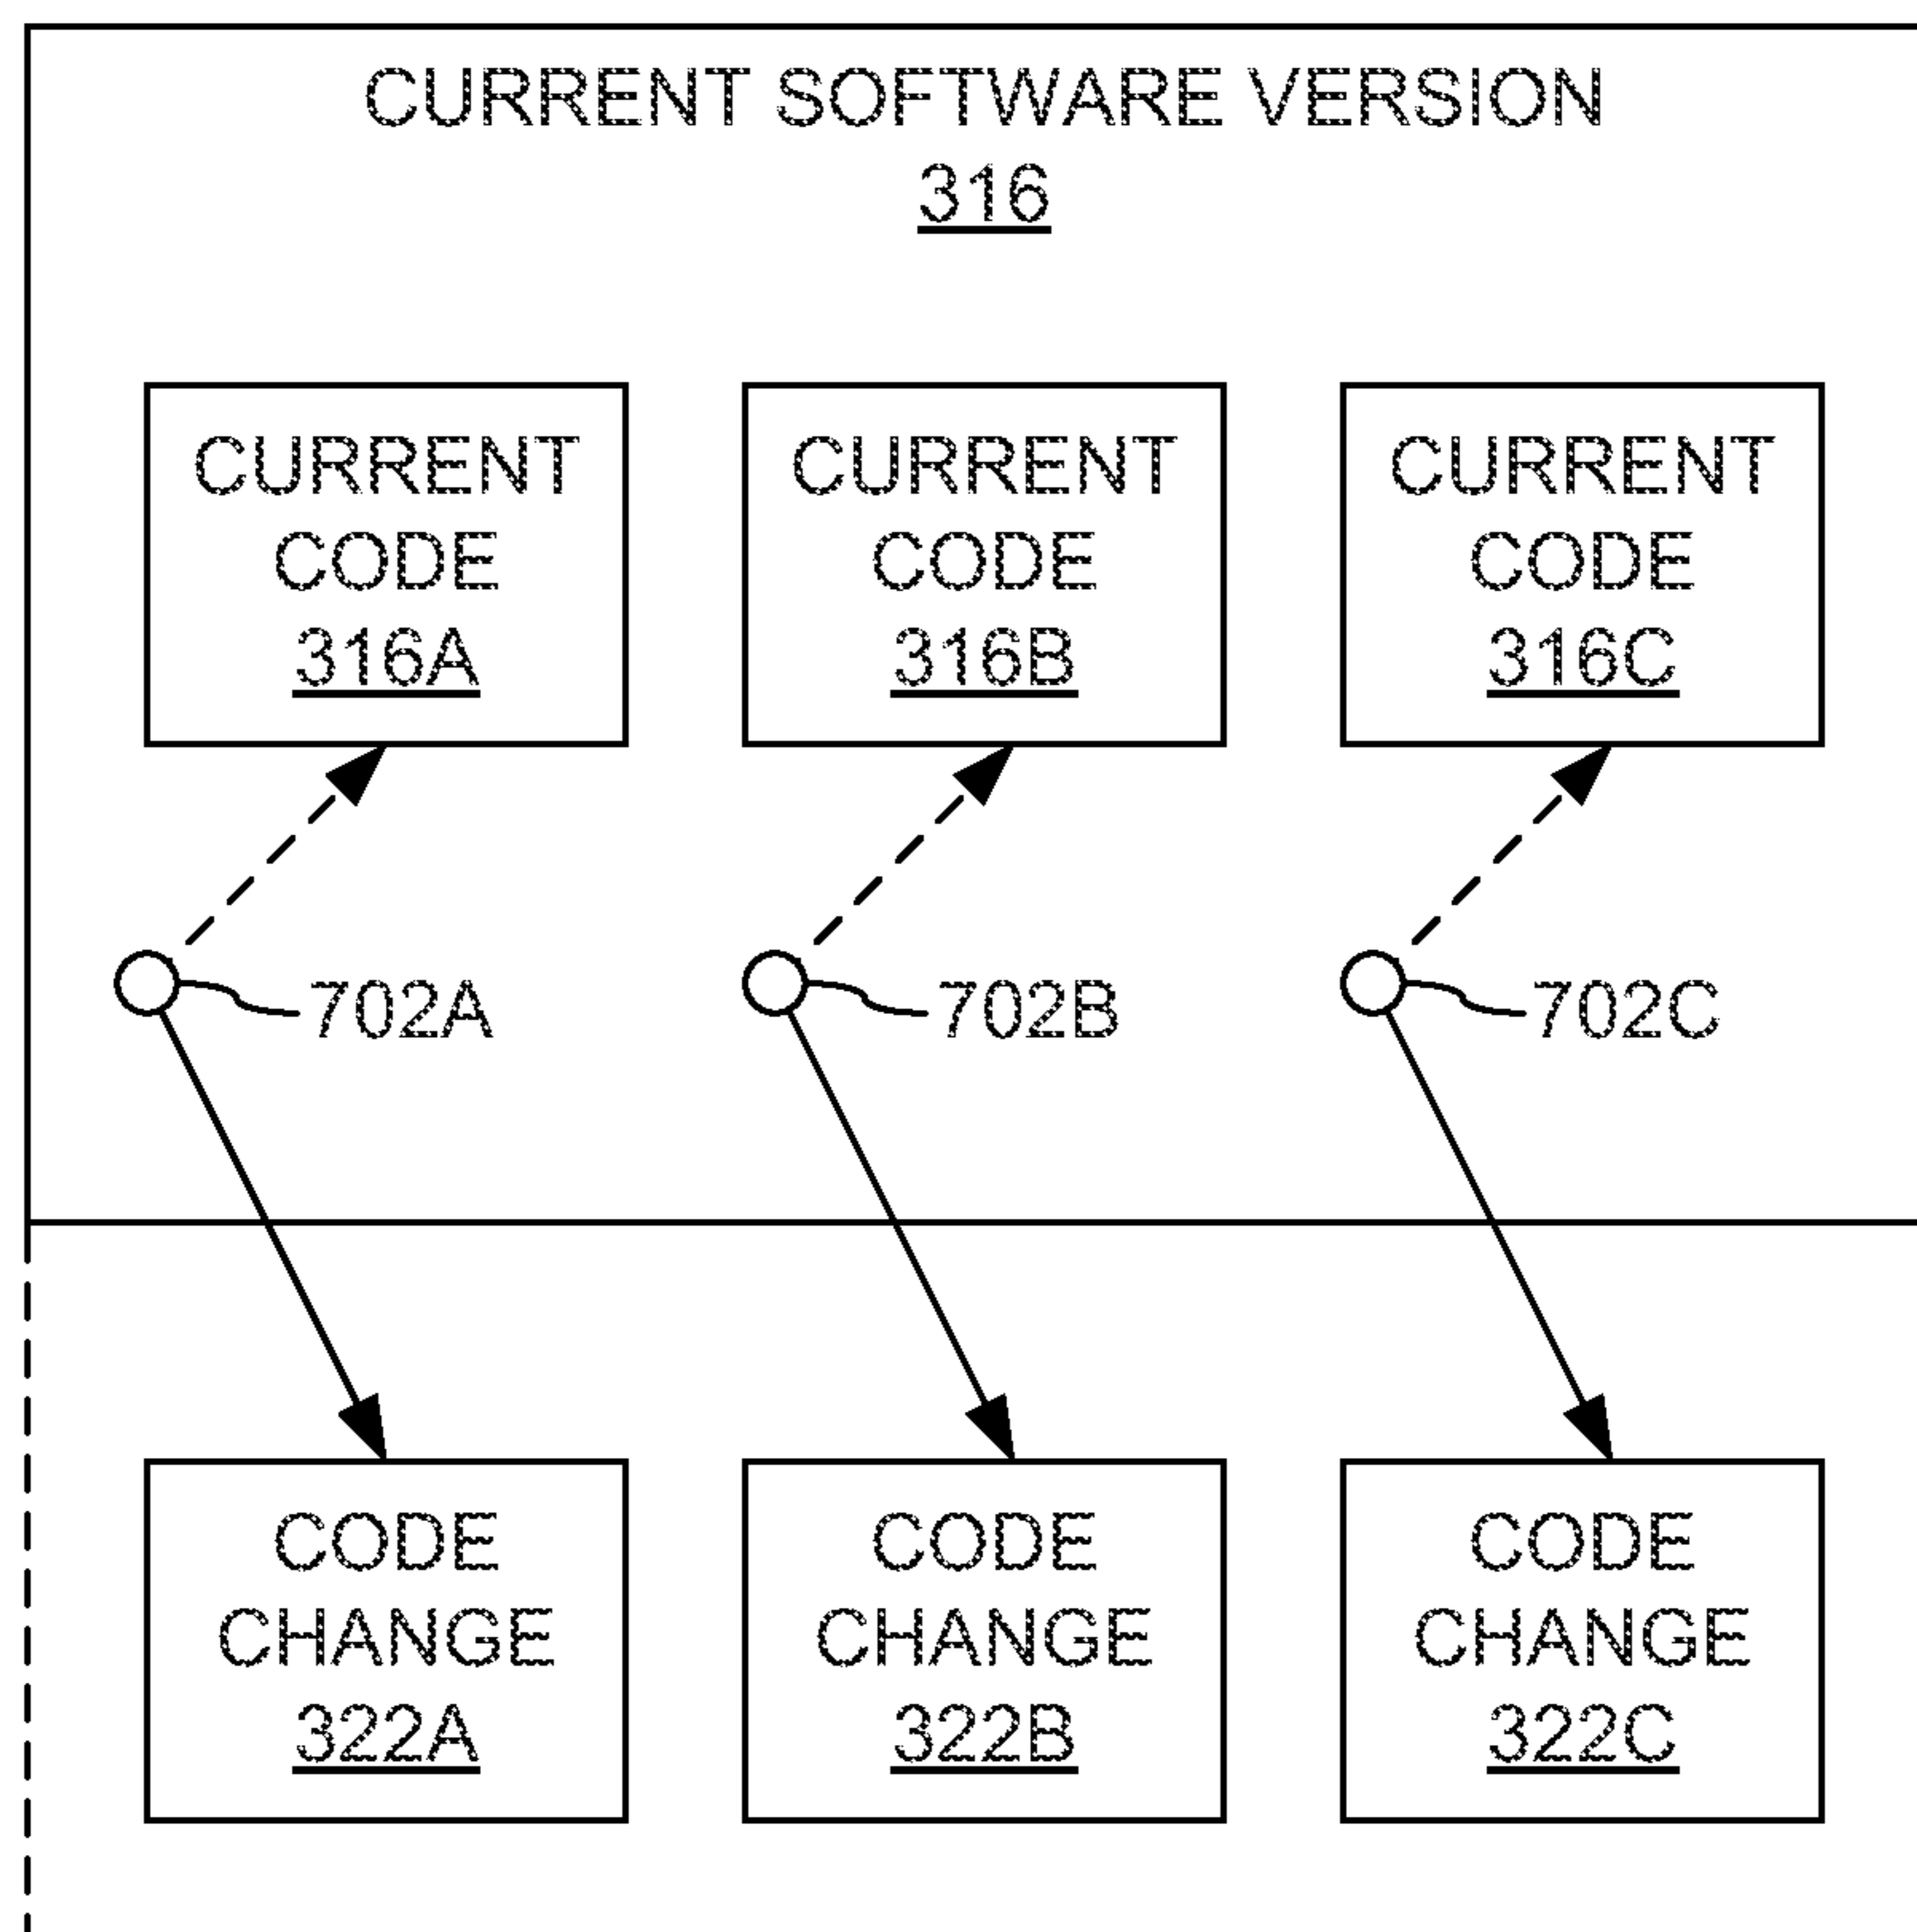 CURRENT SOFTWARE VERSION
316
CURRENT
CODE
316A
CURRENT
CODE
316B
CURRENT
CODE
316C
702A
702B
702C
CODE
CHANGE
322A
CODE
CHANGE
322B
CODE
CHANGE
322C